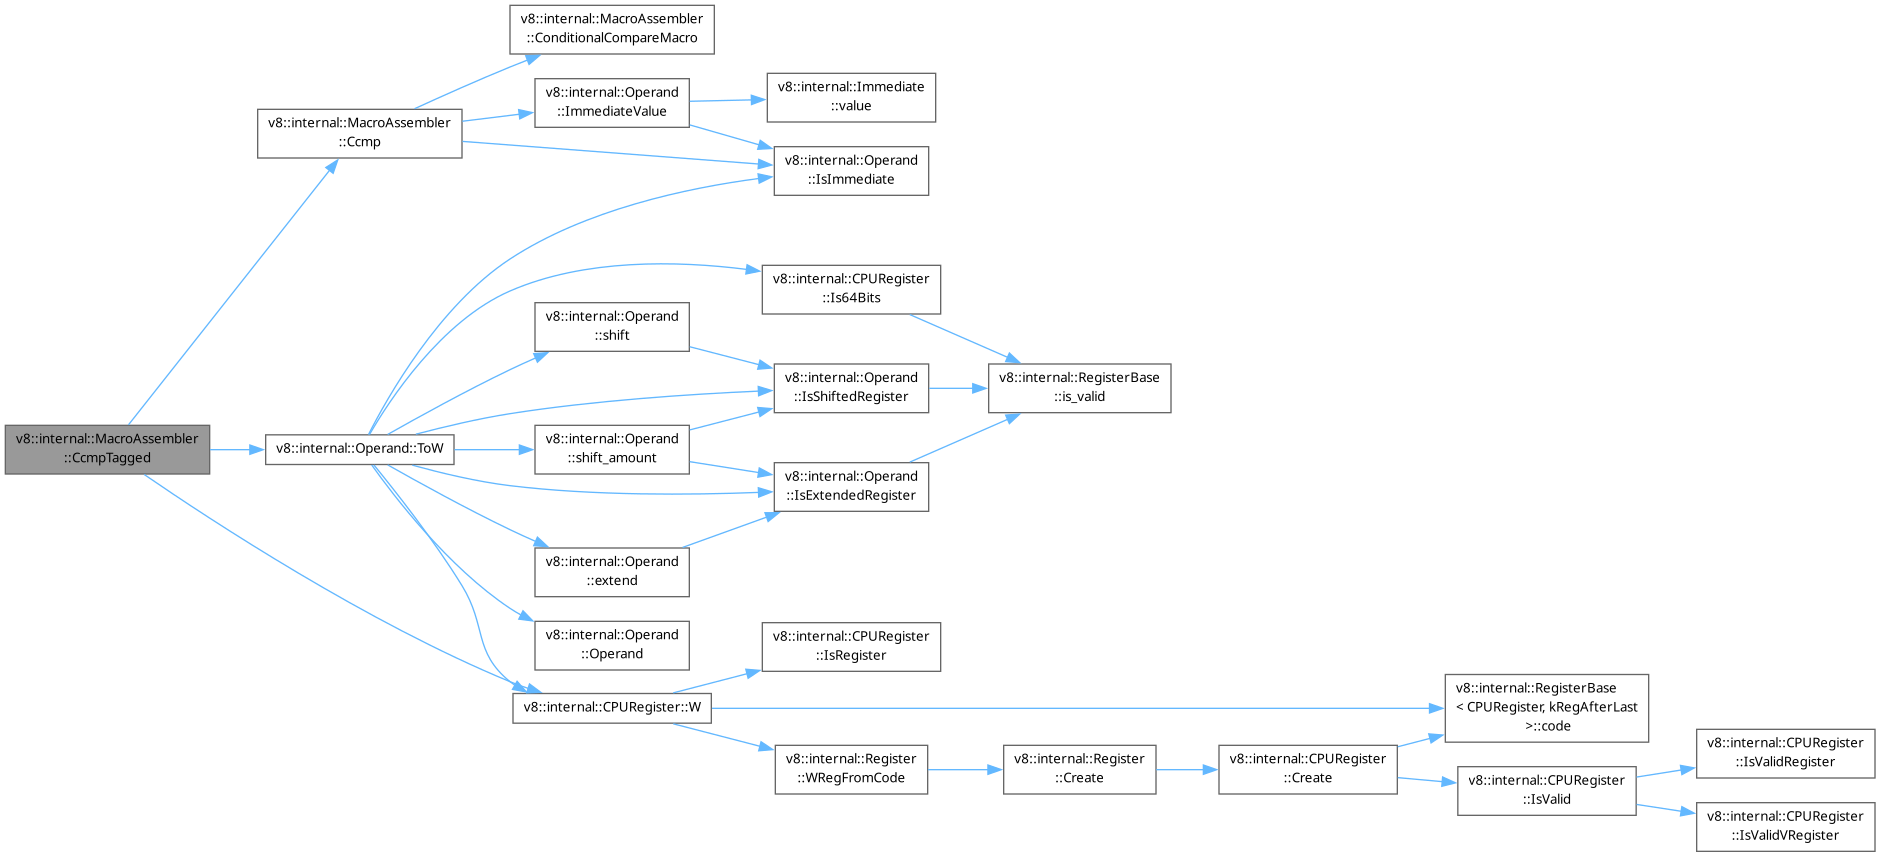 v8::internal::MacroAssembler
::CcmpTagged
v8::internal::MacroAssembler
::Ccmp
v8::internal::MacroAssembler
::ConditionalCompareMacro
v8::internal::Operand
::ImmediateValue
v8::internal::Immediate
::value
v8::internal::Operand
::IsImmediate
v8::internal::Operand::ToW
v8::internal::CPURegister
::Is64Bits
v8::internal::Operand
::shift
v8::internal::Operand
::IsShiftedRegister
v8::internal::RegisterBase
::is_valid
v8::internal::Operand
::shift_amount
v8::internal::Operand
::IsExtendedRegister
v8::internal::Operand
::extend
v8::internal::Operand
::Operand
v8::internal::CPURegister::W
v8::internal::CPURegister
::IsRegister
v8::internal::RegisterBase
< CPURegister, kRegAfterLast
>::code
v8::internal::Register
::WRegFromCode
v8::internal::Register
::Create
v8::internal::CPURegister
::Create
v8::internal::CPURegister
::IsValid
v8::internal::CPURegister
::IsValidRegister
v8::internal::CPURegister
::IsValidVRegister